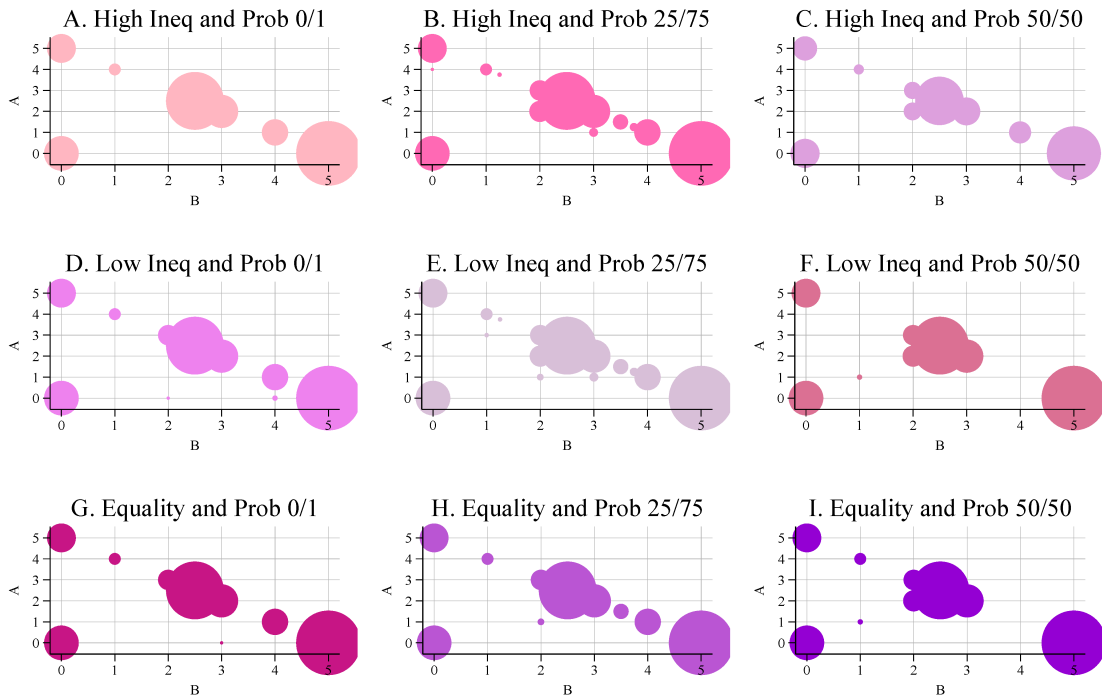 A. High Ineq and Prob 0/1
B. High Ineq and Prob 25/75
C. High Ineq and Prob 50/50
5
4
3
2
1
0
A
0 1 2 3 4 5
B
5
4
3
2
1
0
A
0 1 2 3 4 5
B
5
4
3
2
1
0
A
0 1 2 3 4 5
B
D. Low Ineq and Prob 0/1
E. Low Ineq and Prob 25/75
F. Low Ineq and Prob 50/50
5
4
3
2
1
0
A
0 1 2 3 4 5
B
5
4
3
2
1
0
A
0 1 2 3 4 5
B
5
4
3
2
1
0
A
0 1 2 3 4 5
B
G. Equality and Prob 0/1
H. Equality and Prob 25/75
I. Equality and Prob 50/50
5
4
3
2
1
0
A
0 1 2 3 4 5
B
5
4
3
2
1
0
A
0 1 2 3 4 5
B
5
4
3
2
1
0
A
0 1 2 3 4 5
B